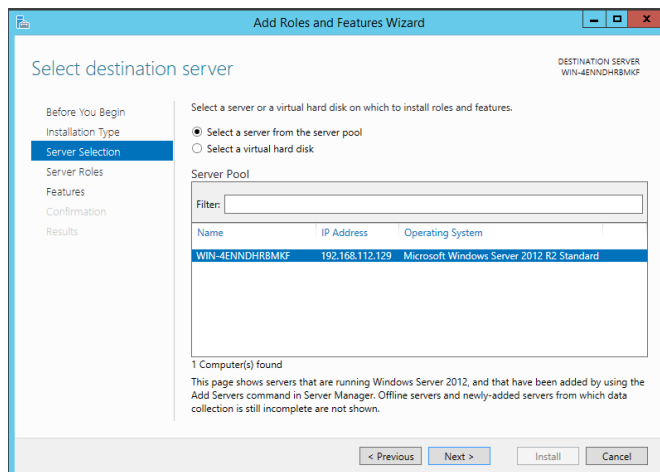 Add Roles and Features Wizard
Select destination server
DESTINATION SERVER
WIN-4ENNDHRBMKF
Before You Begin
Installation Type
Server Selection
Server Roles
Features
Confirmation
Results
Select a server or a virtual hard disk on which to install roles and features.
Select a server from the server pool
Select a virtual hard disk
Server Pool
Filter:
Name IP Address Operating System
WIN-4ENNDHRBMKF 192.168.112.129 Microsoft Windows Server 2012 R2 Standard
1 Computer(s) found
This page shows servers that are running Windows Server 2012, and that have been added by using the
Add Servers command in Server Manager. Offline servers and newly-added servers from which data
collection is still incomplete are not shown.
< Previous Next > Install Cancel